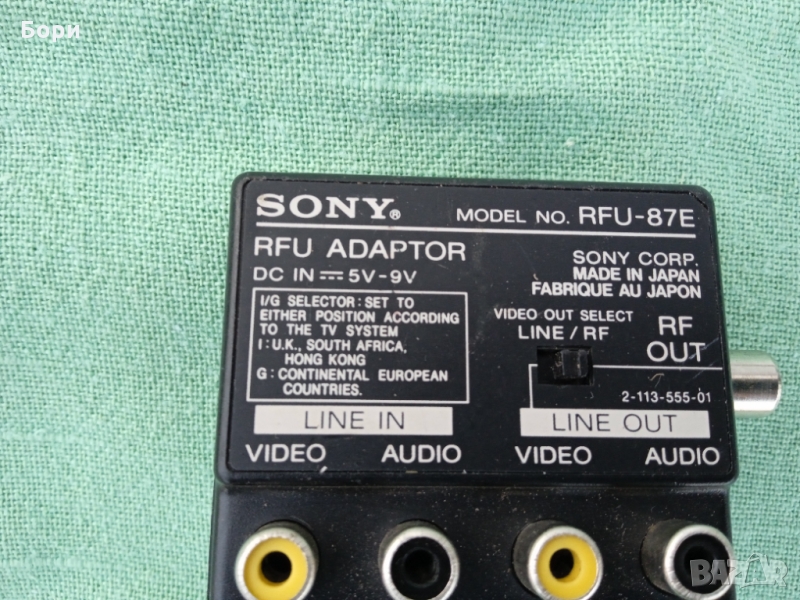 Бори
SONY® MODEL NO. RFU-87E
RFU ADAPTOR
DC IN ⎓ 5V-9V
SONY CORP.
MADE IN JAPAN
FABRIQUE AU JAPON
I/G SELECTOR : SET TO
EITHER POSITION ACCORDING
TO THE TV SYSTEM
I : U.K., SOUTH AFRICA,
HONG KONG
G : CONTINENTAL EUROPEAN
COUNTRIES.
VIDEO OUT SELECT
LINE / RF
RF
OUT
2-113-555-01
LINE IN
LINE OUT
VIDEO AUDIO
VIDEO AUDIO
BAZAR